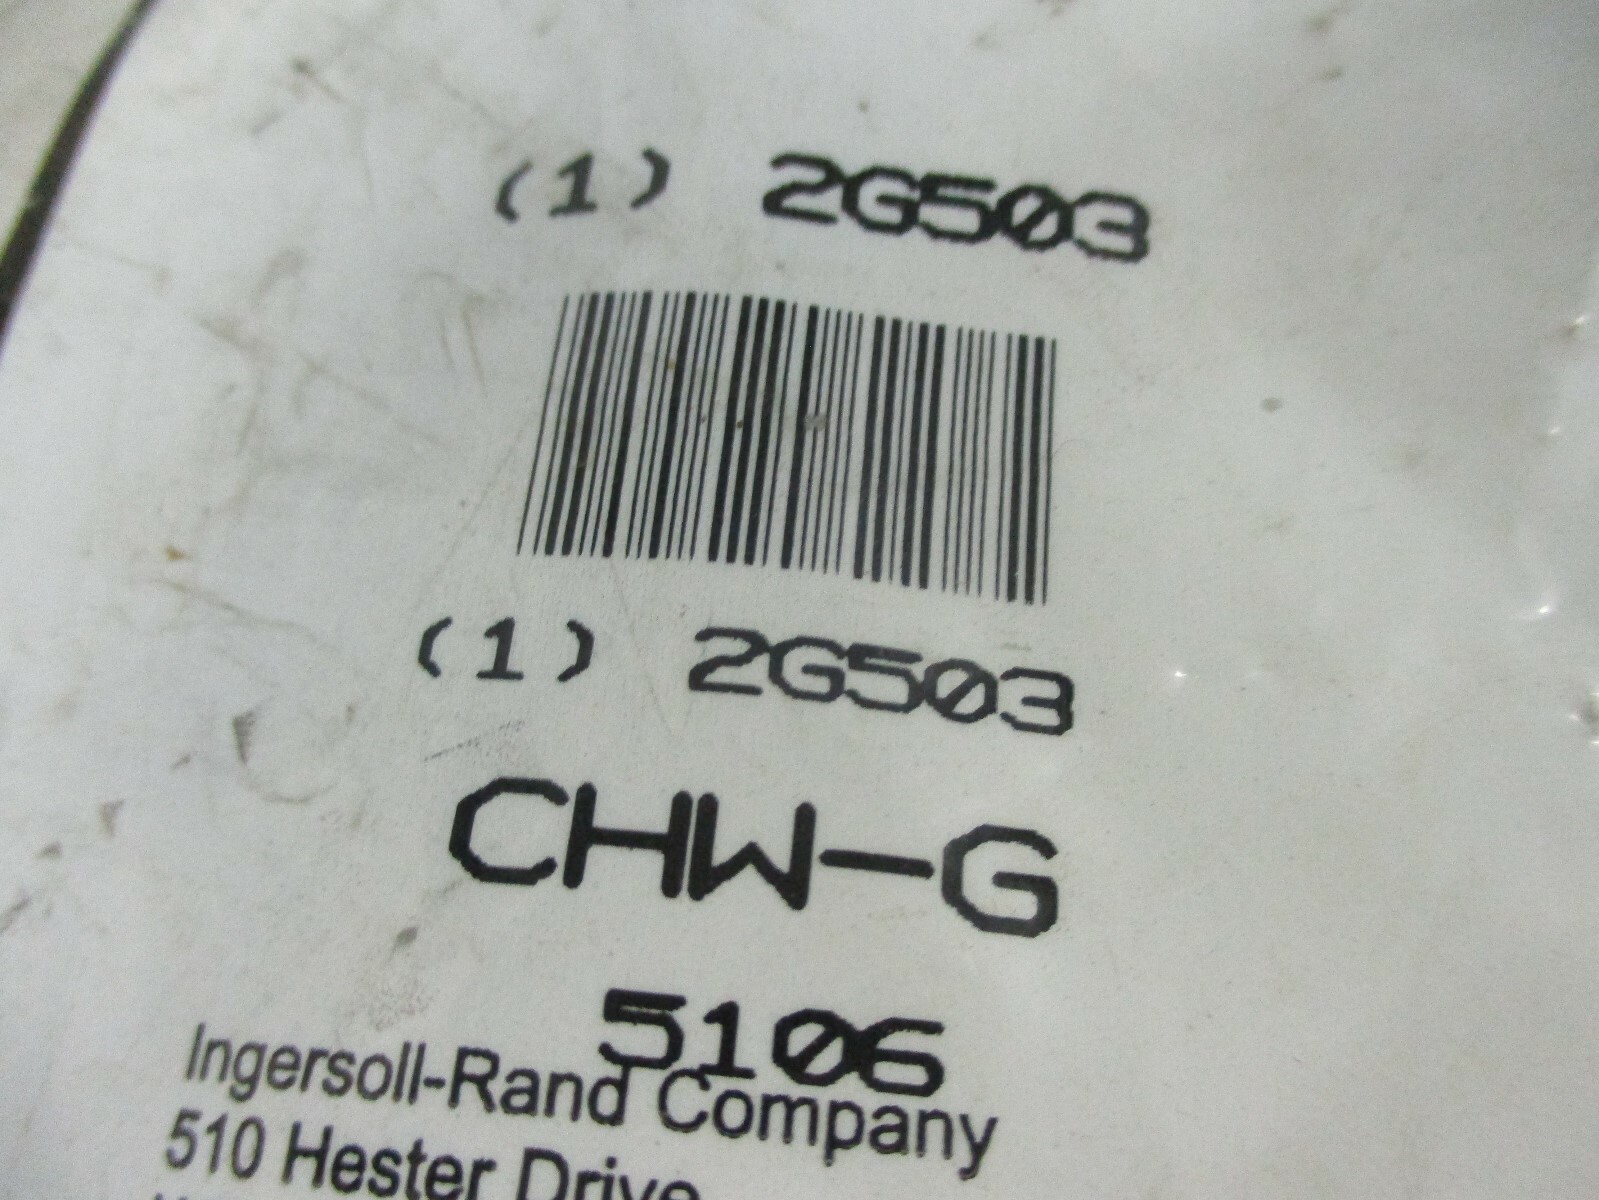 (1) 2G503
(1) 2G503
CHW-G
5106
Ingersoll-Rand Company
510 Hester Drive